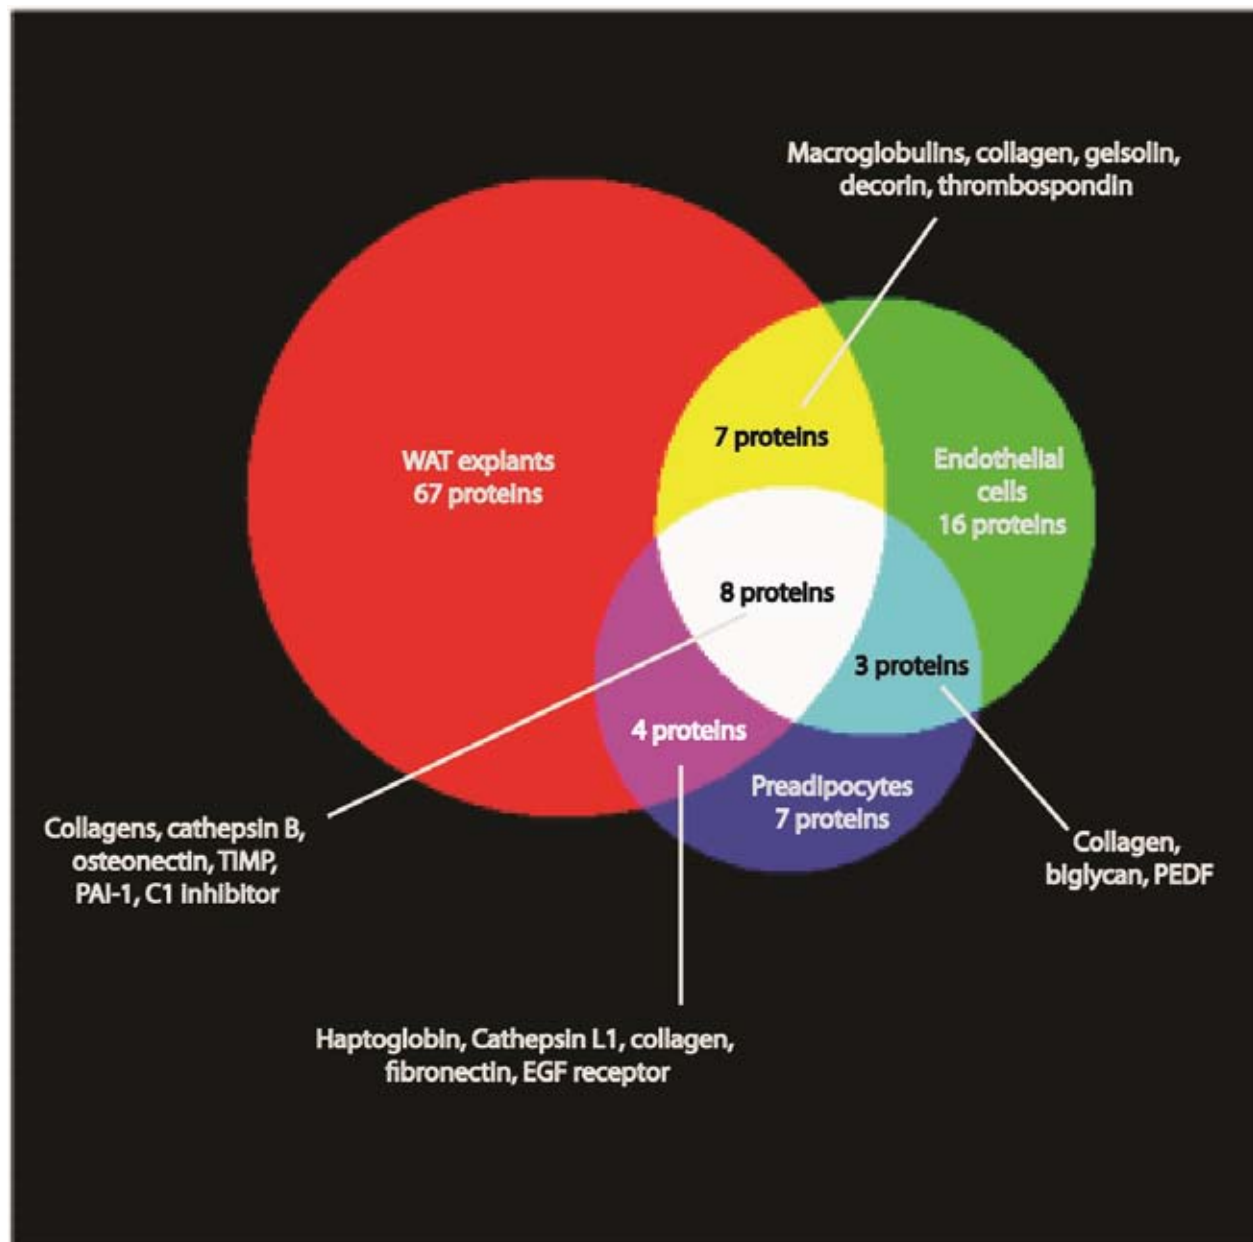 Macroglobulins, collagen, gelsolin,
decorin, thrombospondin
7 proteins
WAT explants
67 proteins
Endothelial
cells
16 proteins
8 proteins
3 proteins
4 proteins
Preadipocytes
7 proteins
Collagens, cathepsin B,
osteonectin, TIMP,
PAI-1, C1 inhibitor
Collagen,
biglycan, PEDF
Haptoglobin, Cathepsin L1, collagen,
fibronectin, EGF receptor